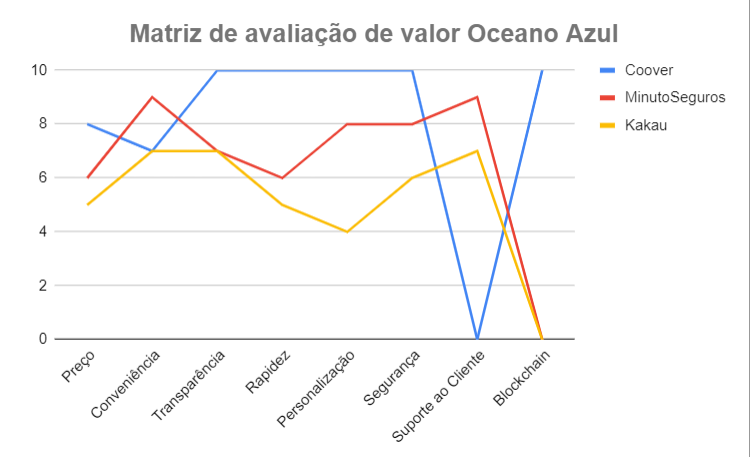 Matriz de avaliação de valor Oceano Azul
10
8
6
4
2
0
Coover
MinutoSeguros
Kakau
Preço
Conveniência
Transparência
Rapidez
Personalização
Segurança
Suporte ao Cliente
Blockchain